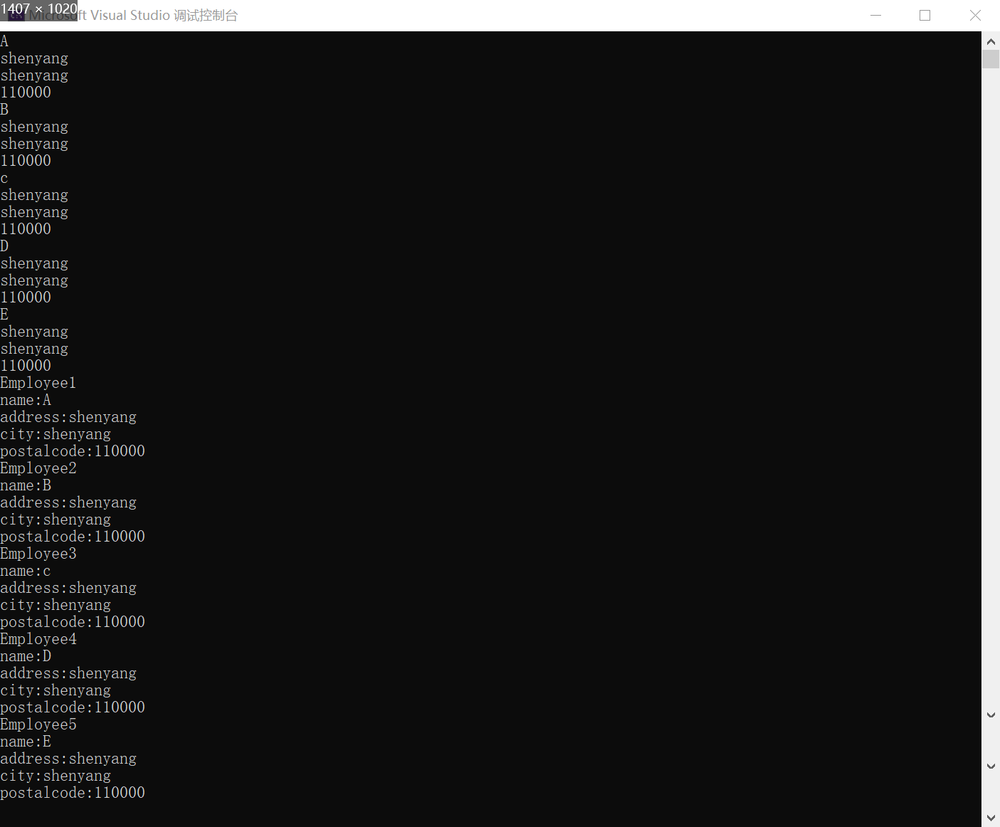 1407 × 1020
Microsoft Visual Studio 调试控制台
A
shenyang
shenyang
110000
B
shenyang
shenyang
110000
c
shenyang
shenyang
110000
D
shenyang
shenyang
110000
E
shenyang
shenyang
110000
Employee1
name:A
address:shenyang
city:shenyang
postalcode:110000
Employee2
name:B
address:shenyang
city:shenyang
postalcode:110000
Employee3
name:c
address:shenyang
city:shenyang
postalcode:110000
Employee4
name:D
address:shenyang
city:shenyang
postalcode:110000
Employee5
name:E
address:shenyang
city:shenyang
postalcode:110000